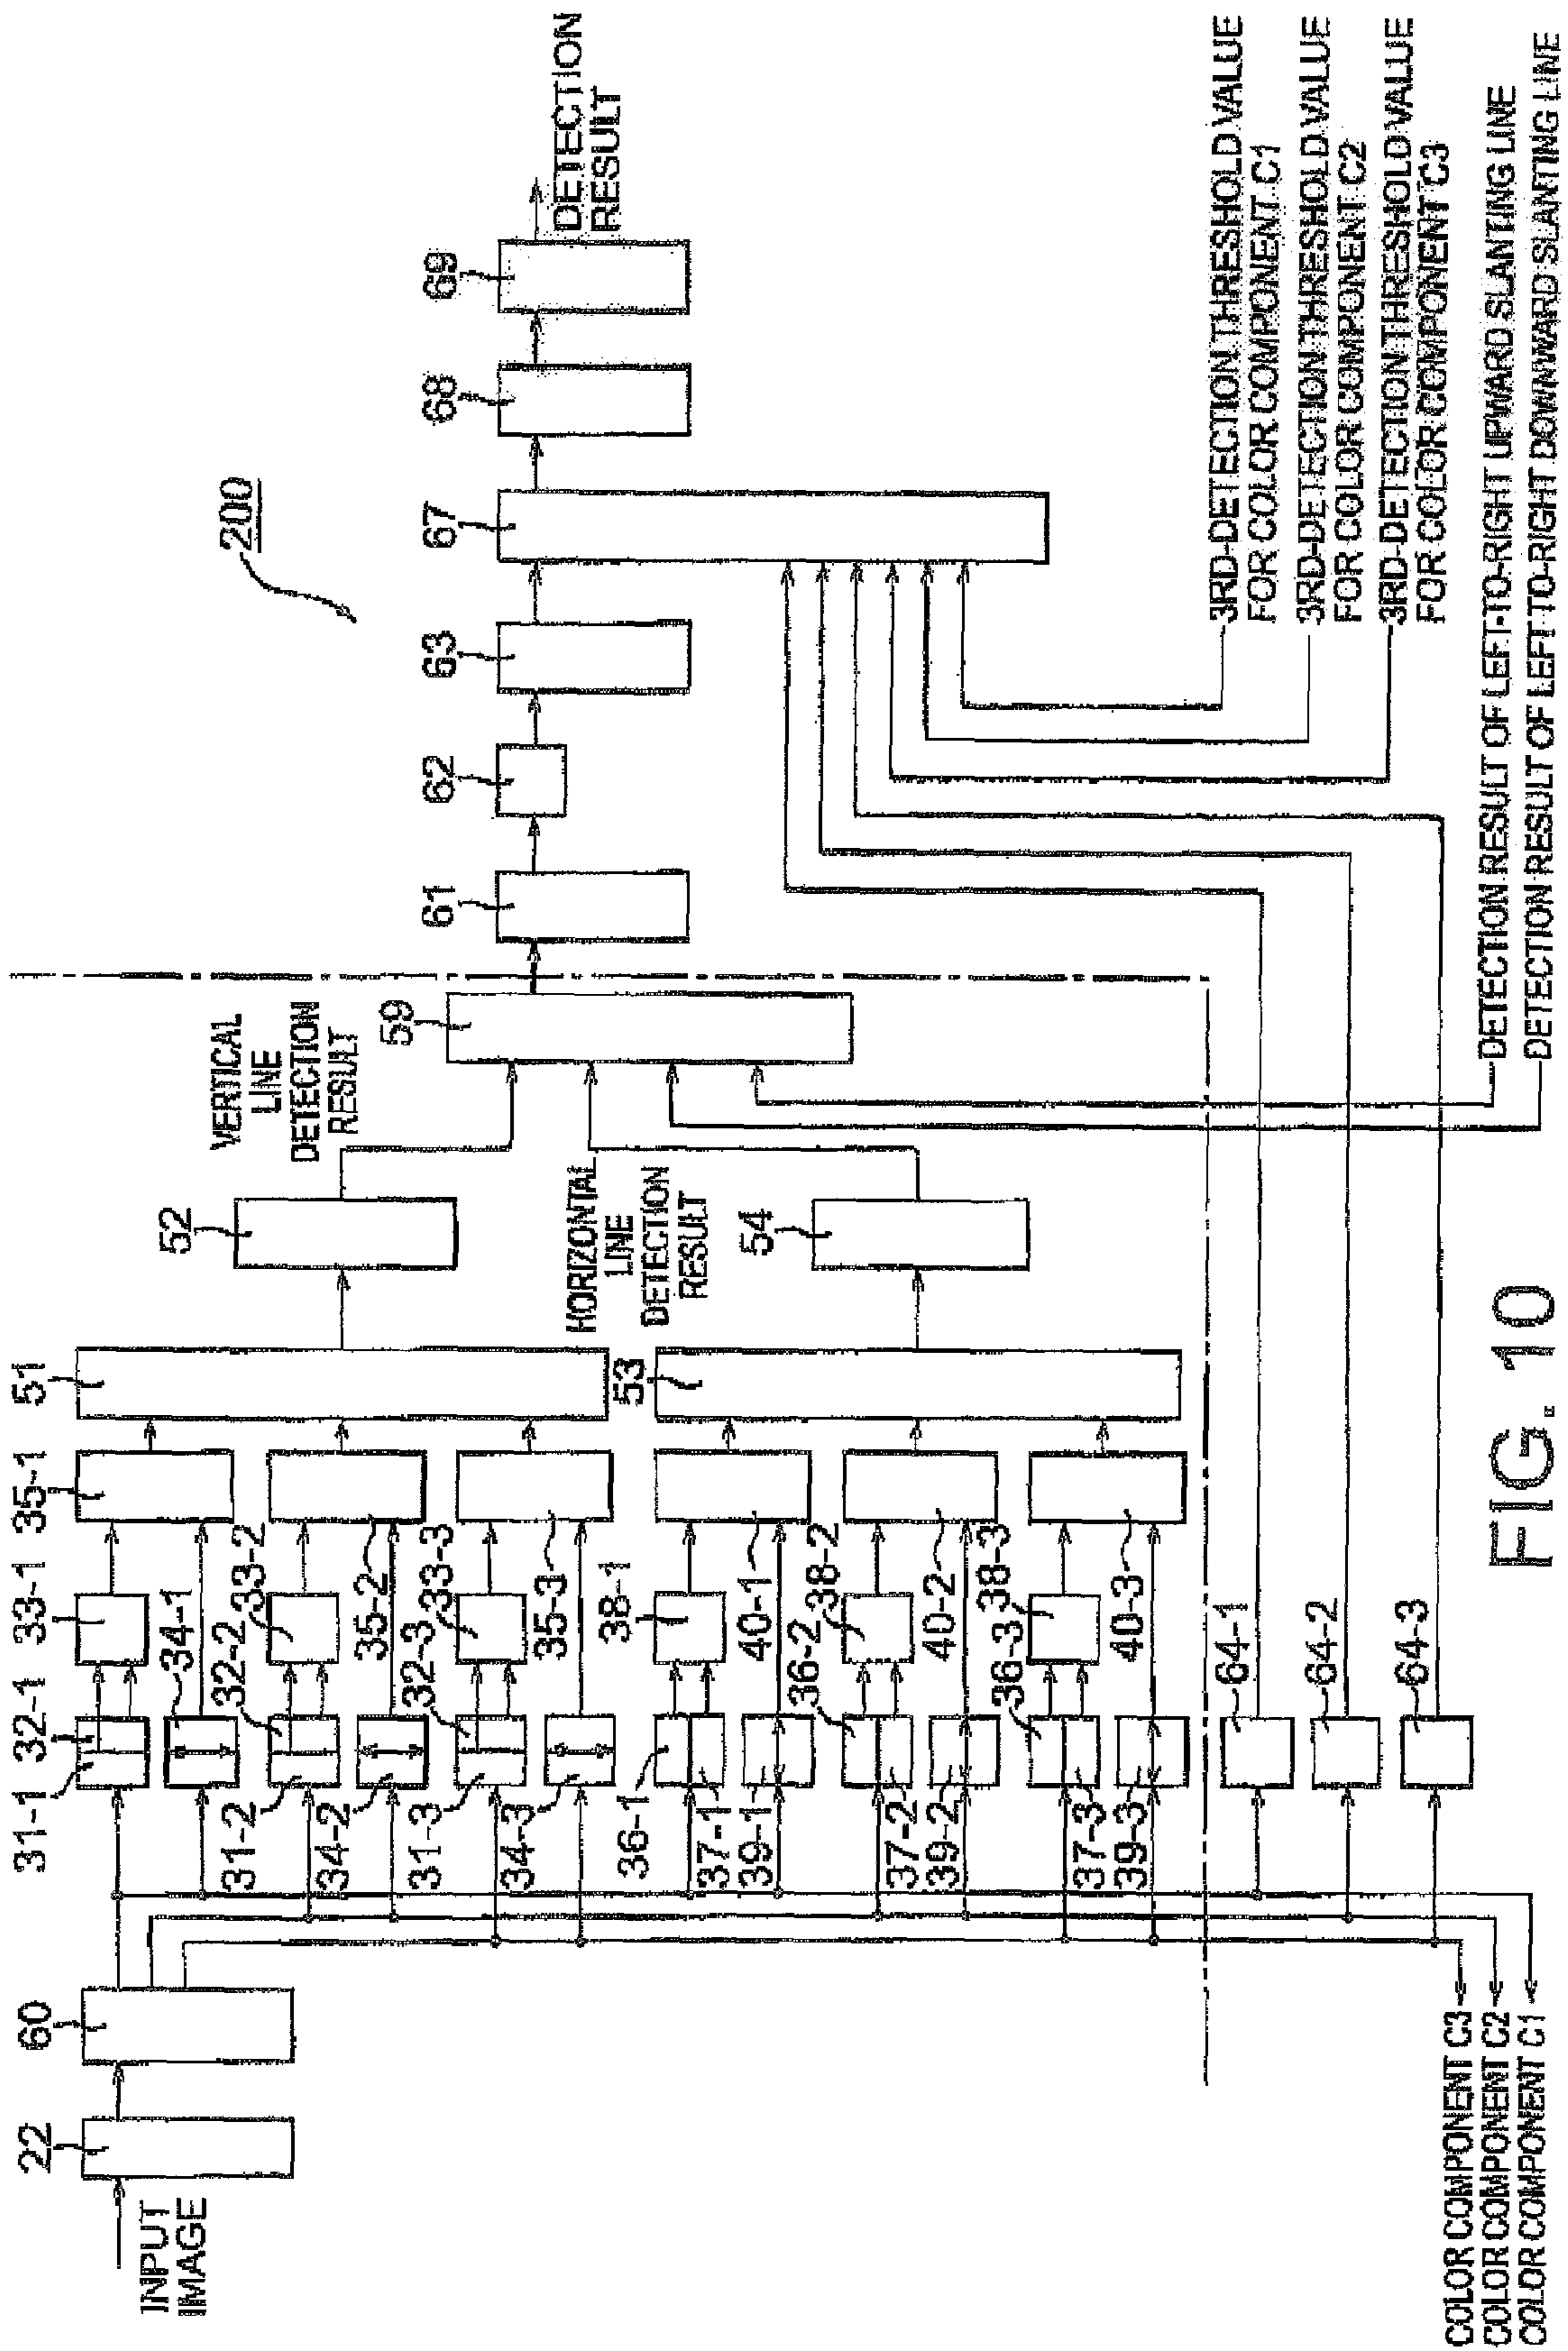 200
INPUT
IMAGE
22
60
31-1
32-1
33-1
35-1
51
34-1
31-2
32-2
33-2
34-2
35-2
31-3
32-3
33-3
34-3
35-3
52
VERTICAL
LINE
DETECTION
RESULT
36-1
38-1
53
37-1
39-1
40-1
36-2
38-2
37-2
39-2
40-2
36-3
38-3
37-3
39-3
40-3
HORIZONTAL
LINE
DETECTION
RESULT
54
59
61
62
63
67
68
69
DETECTION
RESULT
64-1
64-2
64-3
3RD-DETECTION THRESHOLD VALUE
FOR COLOR COMPONENT C1
3RD-DETECTION THRESHOLD VALUE
FOR COLOR COMPONENT C2
3RD-DETECTION THRESHOLD VALUE
FOR COLOR COMPONENT C3
DETECTION RESULT OF LEFT-TO-RIGHT UPWARD SLANTING LINE
DETECTION RESULT OF LEFT-TO-RIGHT DOWNWARD SLANTING LINE
COLOR COMPONENT C3
COLOR COMPONENT C2
COLOR COMPONENT C1
FIG. 10